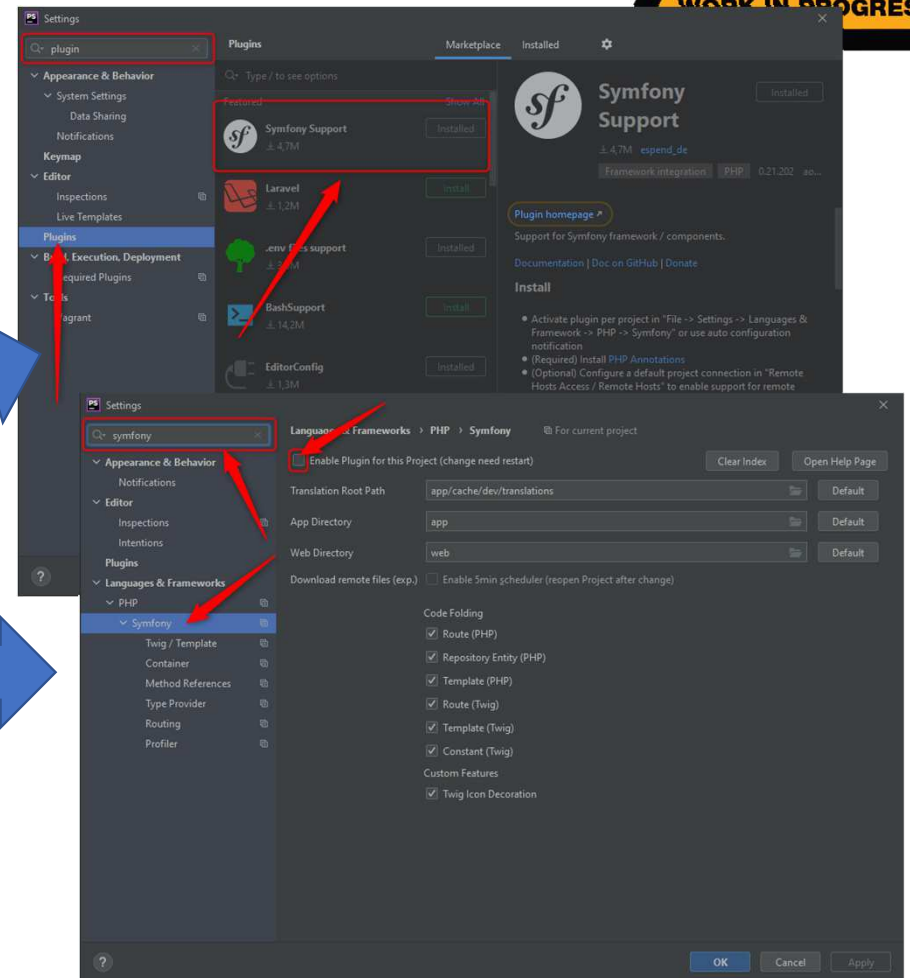 WORK IN PROGRES
PS Settings
plugin
Plugins
Marketplace
Installed
Appearance & Behavior
System Settings
Data Sharing
Notifications
Keymap
Editor
Inspections
Live Templates
Plugins
Build, Execution, Deployment
Required Plugins
Tools
Vagrant
Type / to see options
Featured
Show All
Symfony Support
4,7M
Installed
Laravel
1,2M
Install
.env files support
Installed
BashSupport
14,2M
Install
EditorConfig
1,3M
Installed
sf
Symfony Support
Installed
4,7M espend_de
Framework integration PHP 0.21.202
Plugin homepage ↗
Support for Symfony framework / components.
Documentation | Doc on GitHub | Donate
Install
Activate plugin per project in "File -> Settings -> Languages &
Framework -> PHP -> Symfony" or use auto configuration
notification
(Required) Install PHP Annotations
(Optional) Configure a default project connection in "Remote
Hosts Access / Remote Hosts" to enable support for remote
?
PS Settings
symfony
Appearance & Behavior
Notifications
Editor
Inspections
Intentions
Plugins
Languages & Frameworks
PHP
Symfony
Twig / Template
Container
Method References
Type Provider
Routing
Profiler
Languages & Frameworks › PHP › Symfony For current project
Enable Plugin for this Project (change need restart)
Clear Index
Open Help Page
Translation Root Path app/cache/dev/translations Default
App Directory app Default
Web Directory web Default
Download remote files (exp.) Enable 5min scheduler (reopen Project after change)
Code Folding
Route (PHP)
Repository Entity (PHP)
Template (PHP)
Route (Twig)
Template (Twig)
Constant (Twig)
Custom Features
Twig Icon Decoration
?
OK
Cancel
Apply